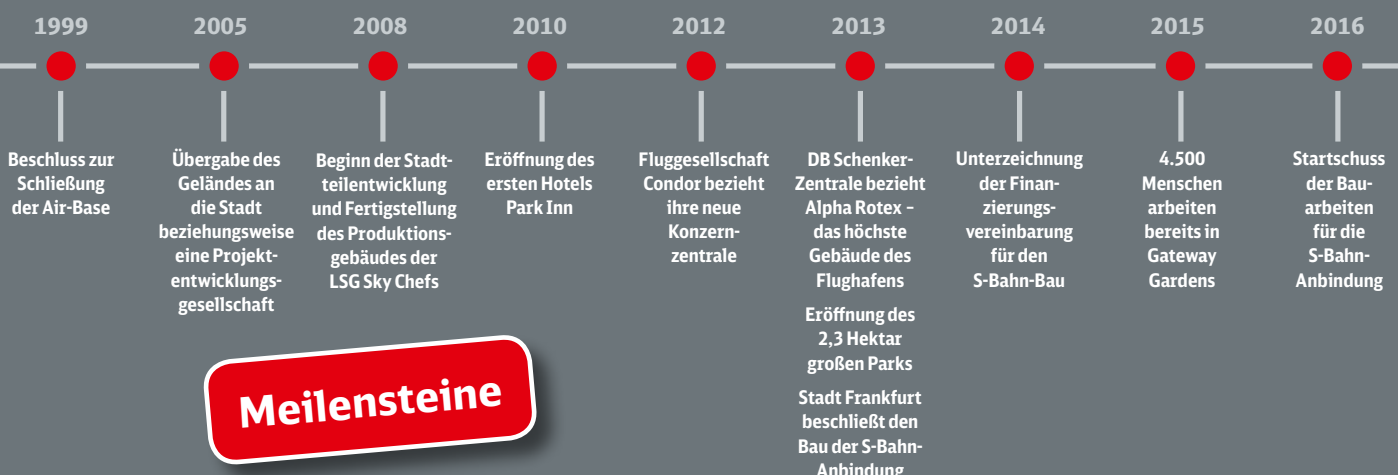 1999
Beschluss zur
Schließung
der Air-Base
2005
Übergabe des
Geländes an
die Stadt
beziehungsweise
eine Projekt-
entwicklungs-
gesellschaft
2008
Beginn der Stadt-
teilentwicklung
und Fertigstellung
des Produktions-
gebäudes der
LSG Sky Chefs
2010
Eröffnung des
ersten Hotels
Park Inn
2012
Fluggesellschaft
Condor bezieht
ihre neue
Konzern-
zentrale
2013
DB Schenker-
Zentrale bezieht
Alpha Rotex –
das höchste
Gebäude des
Flughafens
Eröffnung des
2,3 Hektar
großen Parks
Stadt Frankfurt
beschließt den
Bau der S-Bahn-
Anbindung
2014
Unterzeichnung
der Finan-
zierungs-
vereinbarung
für den
S-Bahn-Bau
2015
4.500
Menschen
arbeiten
bereits in
Gateway
Gardens
2016
Startschuss
der Bau-
arbeiten
für die
S-Bahn-
Anbindung
Meilensteine